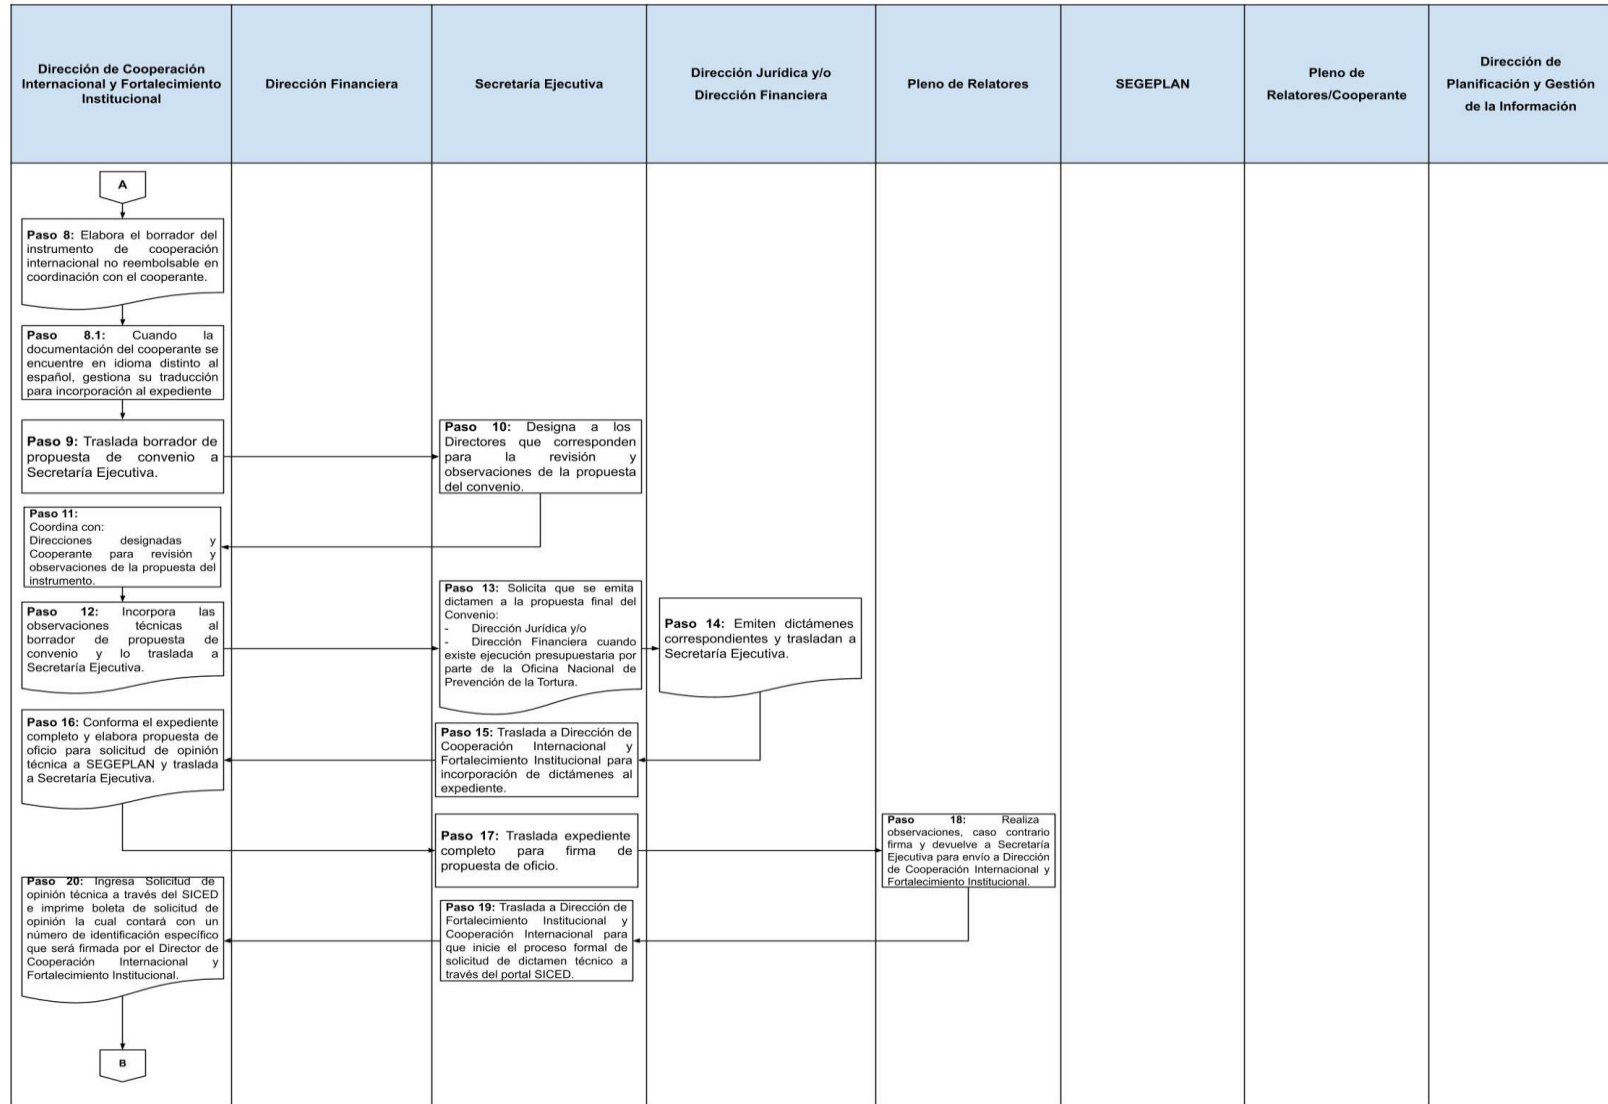 Dirección de Cooperación
Internacional y Fortalecimiento
Institucional
Dirección Financiera
Secretaría Ejecutiva
Dirección Jurídica y/o
Dirección Financiera
Pleno de Relatores
SEGEPLAN
Pleno de
Relatores/Cooperante
Dirección de
Planificación y Gestión
de la Información
A
Paso 8: Elabora el borrador del
instrumento de cooperación
internacional no reembolsable en
coordinación con el cooperante.
Paso 8.1: Cuando la
documentación del cooperante se
encuentre en idioma distinto al
español, gestiona su traducción
para incorporación al expediente
Paso 9: Traslada borrador de
propuesta de convenio a
Secretaría Ejecutiva.
Paso 10: Designa a los
Directores que corresponden
para la revisión y
observaciones de la propuesta
del convenio.
Paso 11:
Coordina con:
Direcciones designadas y
Cooperante para revisión y
observaciones de la propuesta del
instrumento.
Paso 12: Incorpora las
observaciones técnicas al
borrador de propuesta de
convenio y lo traslada a
Secretaría Ejecutiva.
Paso 13: Solicita que se emita
dictamen a la propuesta final del
Convenio:
- Dirección Jurídica y/o
- Dirección Financiera cuando
existe ejecución presupuestaria por
parte de la Oficina Nacional de
Prevención de la Tortura.
Paso 14: Emiten dictámenes
correspondientes y trasladan a
Secretaría Ejecutiva.
Paso 16: Conforma el expediente
completo y elabora propuesta de
oficio para solicitud de opinión
técnica a SEGEPLAN y traslada
a Secretaría Ejecutiva.
Paso 15: Traslada a Dirección de
Cooperación Internacional y
Fortalecimiento Institucional para
incorporación de dictámenes al
expediente.
Paso 17: Traslada expediente
completo para firma de
propuesta de oficio.
Paso 18: Realiza
observaciones, caso contrario
firma y devuelve a Secretaría
Ejecutiva para envío a Dirección
de Cooperación Internacional y
Fortalecimiento Institucional.
Paso 20: Ingresa Solicitud de
opinión técnica a través del SICED
e imprime boleta de solicitud de
opinión la cual contará con un
número de identificación específico
que será firmada por el Director de
Cooperación Internacional y
Fortalecimiento Institucional.
Paso 19: Traslada a Dirección de
Fortalecimiento Institucional y
Cooperación Internacional para
que inicie el proceso formal de
solicitud de dictamen técnico a
través del portal SICED.
B